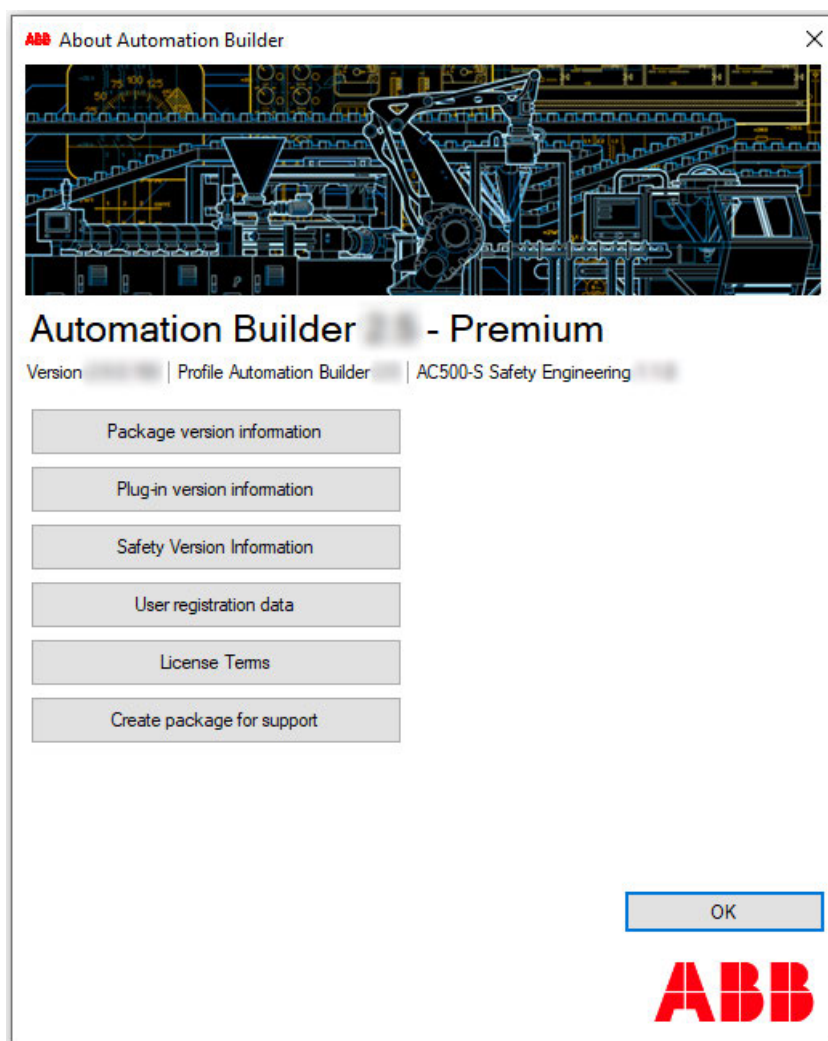 ABB About Automation Builder
Automation Builder - Premium
Version | Profile Automation Builder | AC500-S Safety Engineering
Package version information
Plug-in version information
Safety Version Information
User registration data
License Terms
Create package for support
OK
ABB